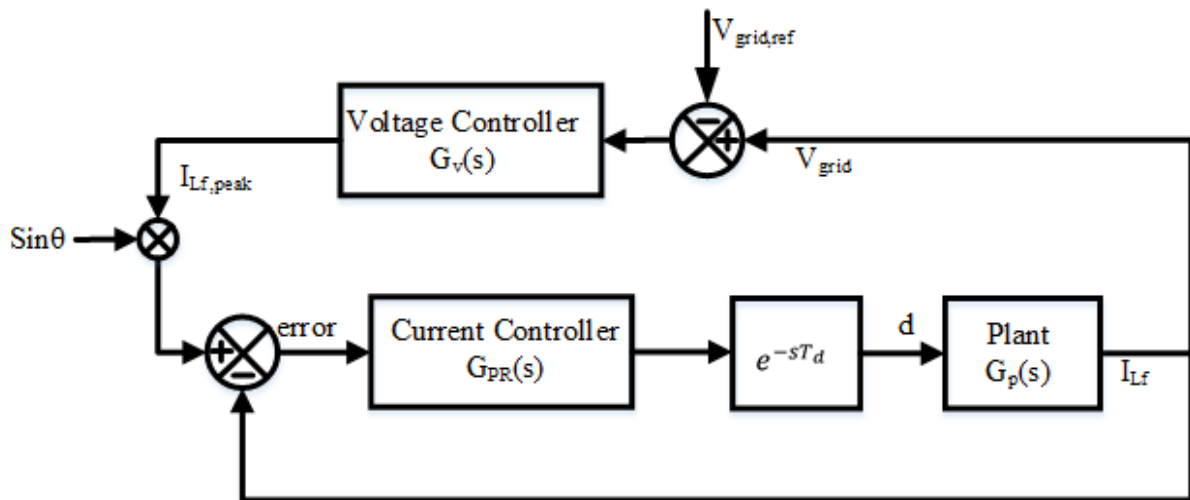 V_grid,ref
Voltage Controller
G_v(s)
−
+
V_grid
I_Lf,peak
Sinθ
+
−
error
Current Controller
G_PR(s)
e^−sT_d
d
Plant
G_p(s)
I_Lf